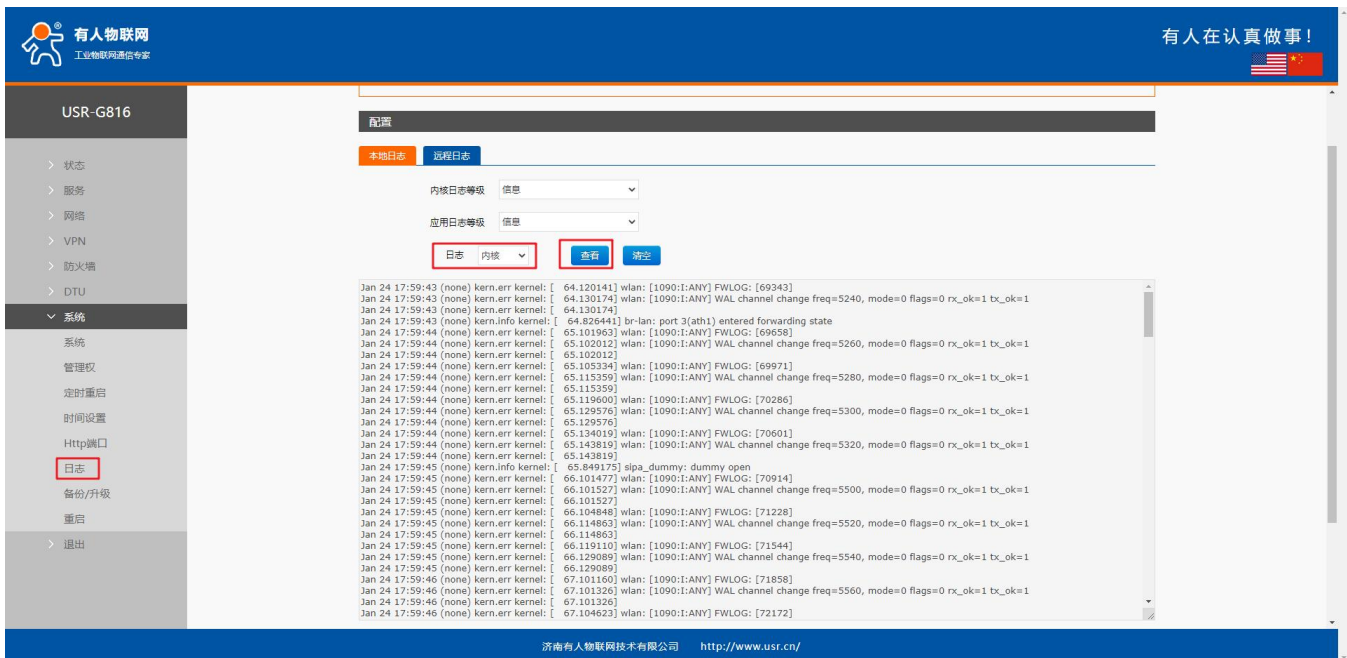 有人物联网
工业物联网通信专家
有人在认真做事!
USR-G816
状态
服务
网络
VPN
防火墙
DTU
系统
系统
管理权
定时重启
时间设置
Http端口
日志
备份/升级
重启
退出
配置
本地日志 远程日志
内核日志等级 信息
应用日志等级 信息
日志 内核 查看 清空
Jan 24 17:59:43 (none) kern.err kernel: [ 64.120141] wlan: [1090:I:ANY] FWLOG: [69343]
Jan 24 17:59:43 (none) kern.err kernel: [ 64.130174] wlan: [1090:I:ANY] WAL channel change freq=5240, mode=0 flags=0 rx_ok=1 tx_ok=1
Jan 24 17:59:43 (none) kern.err kernel: [ 64.130174]
Jan 24 17:59:43 (none) kern.info kernel: [ 64.826441] br-lan: port 3(ath1) entered forwarding state
Jan 24 17:59:44 (none) kern.err kernel: [ 65.101963] wlan: [1090:I:ANY] FWLOG: [69658]
Jan 24 17:59:44 (none) kern.err kernel: [ 65.102012] wlan: [1090:I:ANY] WAL channel change freq=5260, mode=0 flags=0 rx_ok=1 tx_ok=1
Jan 24 17:59:44 (none) kern.err kernel: [ 65.102012]
Jan 24 17:59:44 (none) kern.err kernel: [ 65.105334] wlan: [1090:I:ANY] FWLOG: [69971]
Jan 24 17:59:44 (none) kern.err kernel: [ 65.115359] wlan: [1090:I:ANY] WAL channel change freq=5280, mode=0 flags=0 rx_ok=1 tx_ok=1
Jan 24 17:59:44 (none) kern.err kernel: [ 65.115359]
Jan 24 17:59:44 (none) kern.err kernel: [ 65.119600] wlan: [1090:I:ANY] FWLOG: [70286]
Jan 24 17:59:44 (none) kern.err kernel: [ 65.129576] wlan: [1090:I:ANY] WAL channel change freq=5300, mode=0 flags=0 rx_ok=1 tx_ok=1
Jan 24 17:59:44 (none) kern.err kernel: [ 65.129576]
Jan 24 17:59:44 (none) kern.err kernel: [ 65.134019] wlan: [1090:I:ANY] FWLOG: [70601]
Jan 24 17:59:44 (none) kern.err kernel: [ 65.143819] wlan: [1090:I:ANY] WAL channel change freq=5320, mode=0 flags=0 rx_ok=1 tx_ok=1
Jan 24 17:59:44 (none) kern.err kernel: [ 65.143819]
Jan 24 17:59:45 (none) kern.info kernel: [ 65.849175] sipa_dummy: dummy open
Jan 24 17:59:45 (none) kern.err kernel: [ 66.101477] wlan: [1090:I:ANY] FWLOG: [70914]
Jan 24 17:59:45 (none) kern.err kernel: [ 66.101527] wlan: [1090:I:ANY] WAL channel change freq=5500, mode=0 flags=0 rx_ok=1 tx_ok=1
Jan 24 17:59:45 (none) kern.err kernel: [ 66.101527]
Jan 24 17:59:45 (none) kern.err kernel: [ 66.104848] wlan: [1090:I:ANY] FWLOG: [71228]
Jan 24 17:59:45 (none) kern.err kernel: [ 66.114863] wlan: [1090:I:ANY] WAL channel change freq=5520, mode=0 flags=0 rx_ok=1 tx_ok=1
Jan 24 17:59:45 (none) kern.err kernel: [ 66.114863]
Jan 24 17:59:45 (none) kern.err kernel: [ 66.119110] wlan: [1090:I:ANY] FWLOG: [71544]
Jan 24 17:59:45 (none) kern.err kernel: [ 66.129089] wlan: [1090:I:ANY] WAL channel change freq=5540, mode=0 flags=0 rx_ok=1 tx_ok=1
Jan 24 17:59:45 (none) kern.err kernel: [ 66.129089]
Jan 24 17:59:46 (none) kern.err kernel: [ 67.101160] wlan: [1090:I:ANY] FWLOG: [71858]
Jan 24 17:59:46 (none) kern.err kernel: [ 67.101326] wlan: [1090:I:ANY] WAL channel change freq=5560, mode=0 flags=0 rx_ok=1 tx_ok=1
Jan 24 17:59:46 (none) kern.err kernel: [ 67.101326]
Jan 24 17:59:46 (none) kern.err kernel: [ 67.104623] wlan: [1090:I:ANY] FWLOG: [72172]
济南有人物联网技术有限公司 http://www.usr.cn/